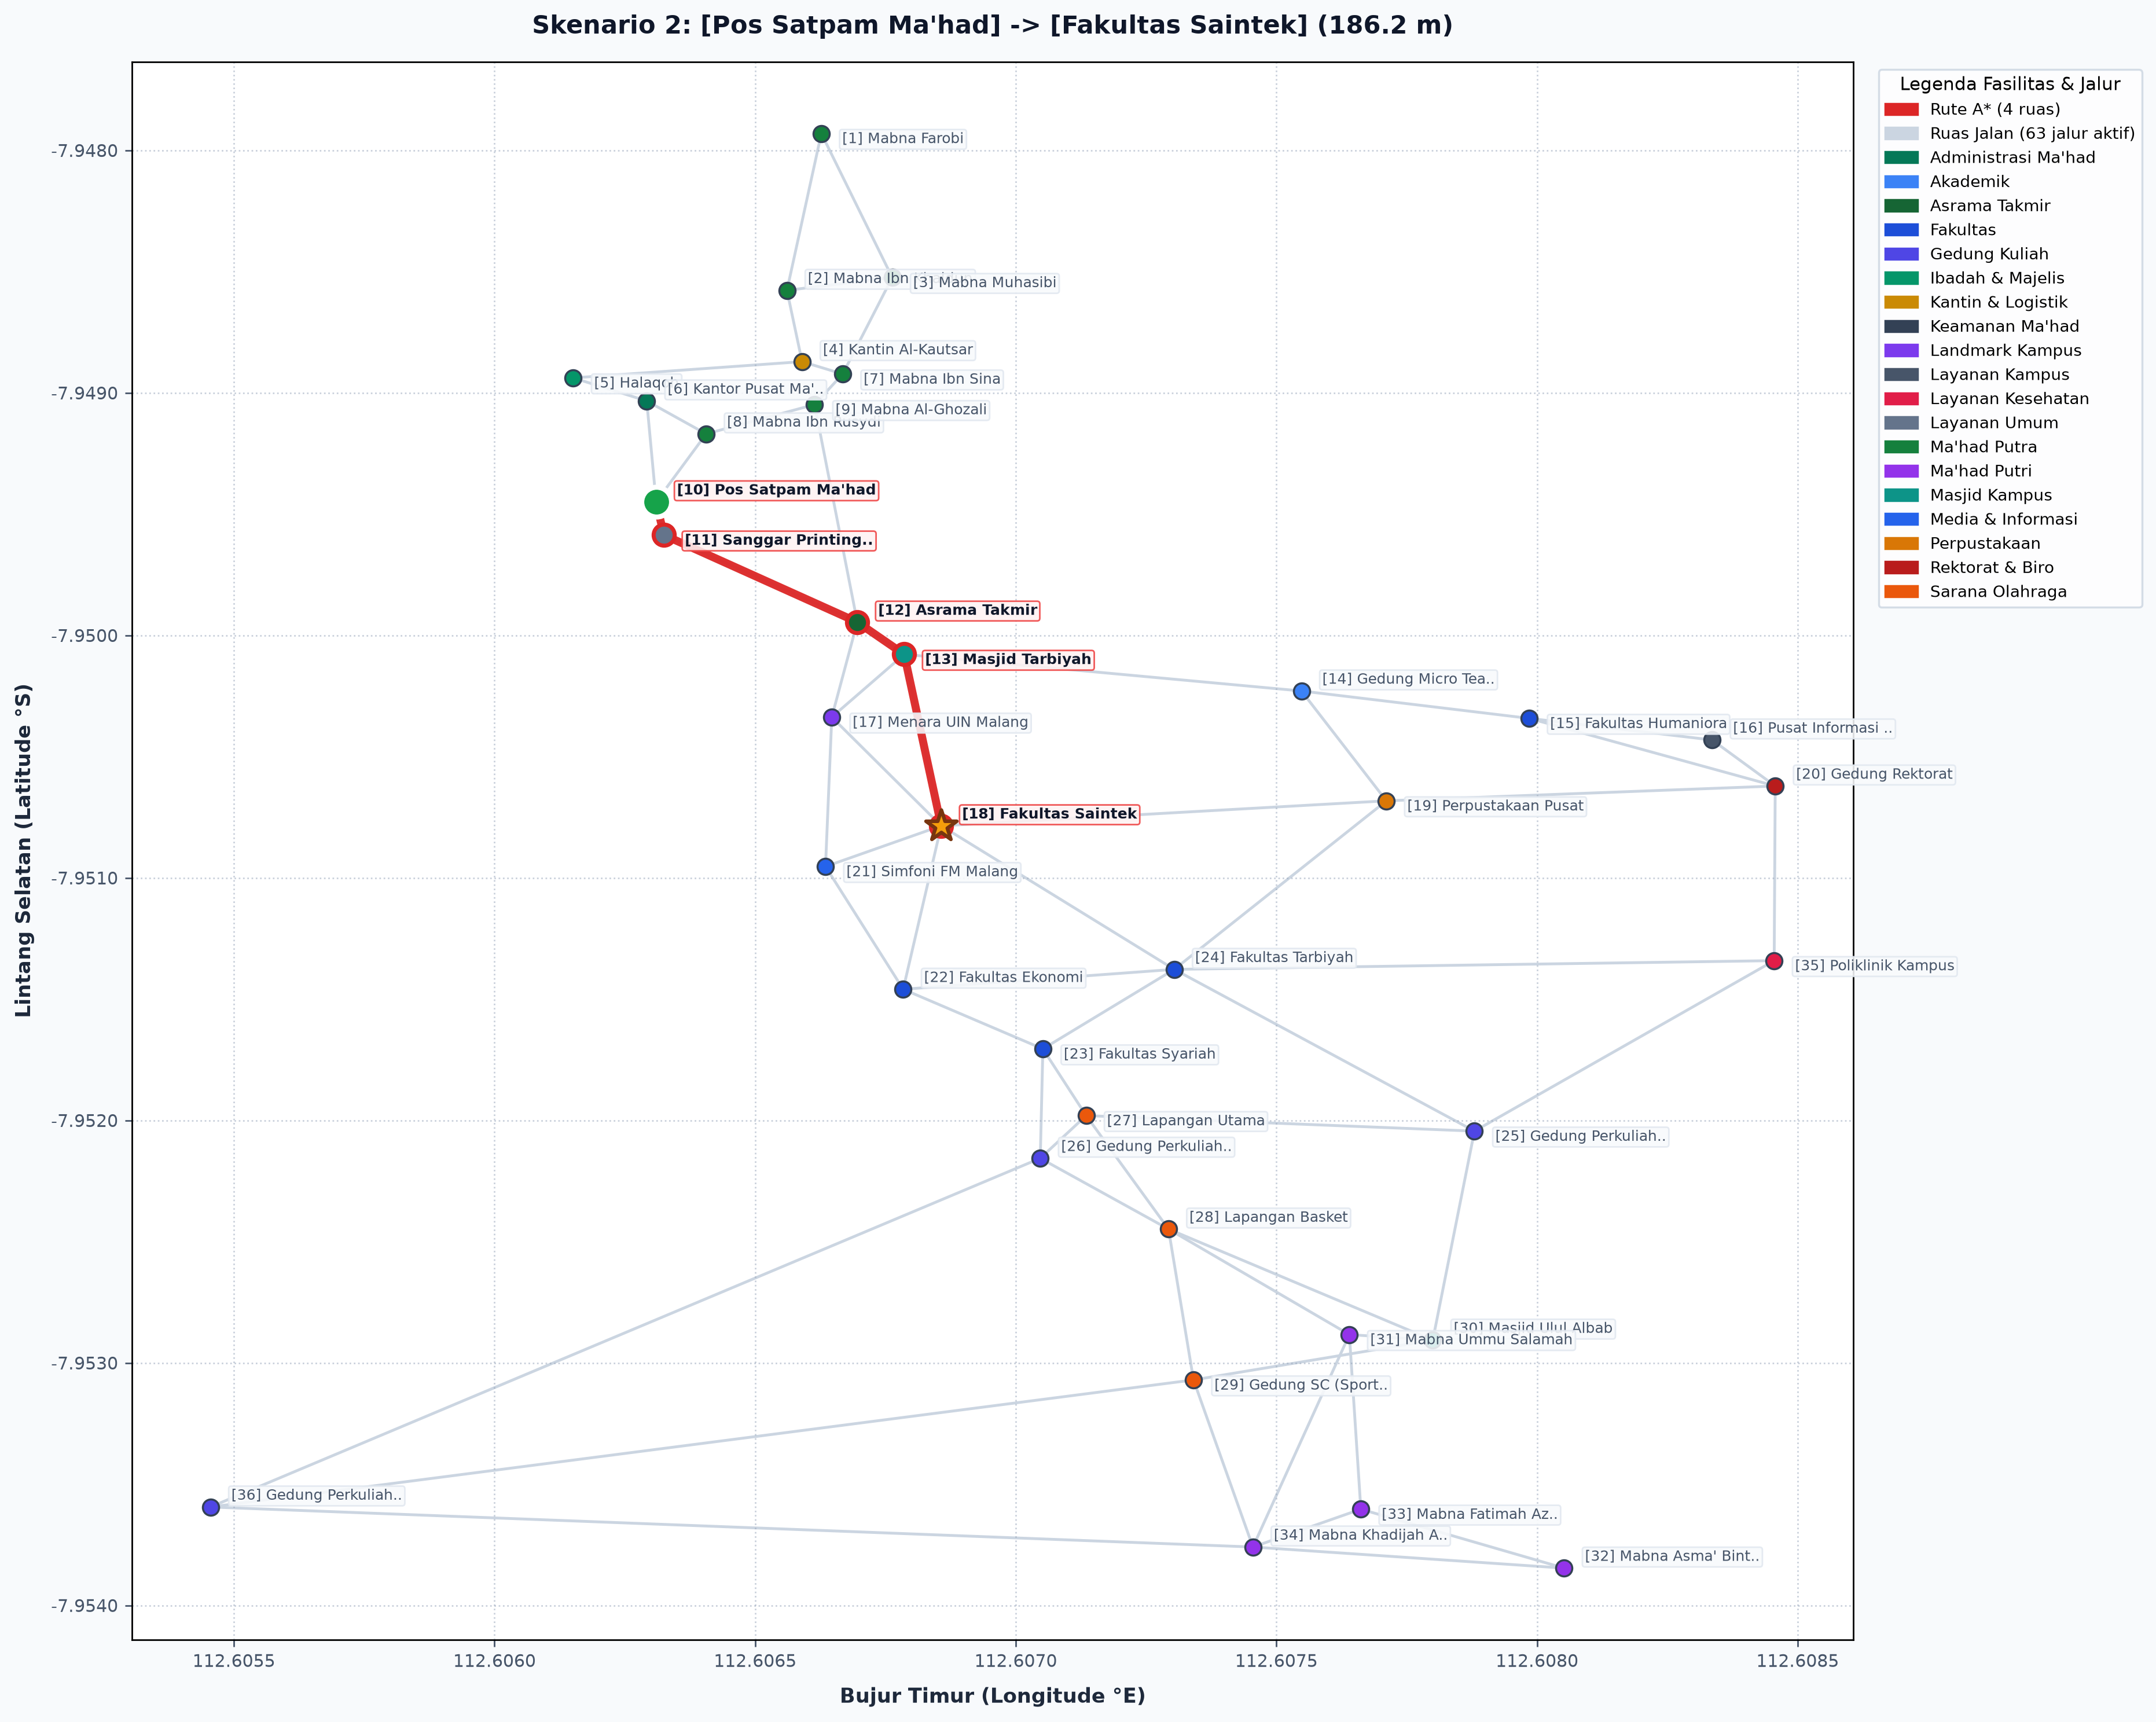 Skenario 2: [Pos Satpam Ma'had] -> [Fakultas Saintek] (186.2 m)
Legenda Fasilitas & Jalur
Rute A* (4 ruas)
Ruas Jalan (63 jalur aktif)
Administrasi Ma'had
Akademik
Asrama Takmir
Fakultas
Gedung Kuliah
Ibadah & Majelis
Kantin & Logistik
Keamanan Ma'had
Landmark Kampus
Layanan Kampus
Layanan Kesehatan
Layanan Umum
Ma'had Putra
Ma'had Putri
Masjid Kampus
Media & Informasi
Perpustakaan
Rektorat & Biro
Sarana Olahraga
[1] Mabna Farobi
[2] Mabna Ibn
[3] Mabna Muhasibi
[4] Kantin Al-Kautsar
[7] Mabna Ibn Sina
[5]
[6] Kantor Pusat Ma'..
[9] Mabna Al-Ghozali
[8] Mabna Ibn Rusydi
[10] Pos Satpam Ma'had
[11] Sanggar Printing..
[12] Asrama Takmir
[13] Masjid Tarbiyah
[14] Gedung Micro Tea..
[17] Menara UIN Malang
[15] Fakultas Humaniora
[16] Pusat Informasi ..
[20] Gedung Rektorat
[19] Perpustakaan Pusat
[18] Fakultas Saintek
[21] Simfoni FM Malang
[24] Fakultas Tarbiyah
[35] Poliklinik Kampus
[22] Fakultas Ekonomi
[23] Fakultas Syariah
[27] Lapangan Utama
[25] Gedung Perkuliah..
[26] Gedung Perkuliah..
[28] Lapangan Basket
[30] Masjid Ulul Albab
[31] Mabna Ummu Salamah
[29] Gedung SC (Sport..
[36] Gedung Perkuliah..
[33] Mabna Fatimah Az..
[34] Mabna Khadijah A..
[32] Mabna Asma' Bint..
-7.9480
-7.9490
-7.9500
-7.9510
-7.9520
-7.9530
-7.9540
Lintang Selatan (Latitude °S)
112.6055
112.6060
112.6065
112.6070
112.6075
112.6080
112.6085
Bujur Timur (Longitude °E)